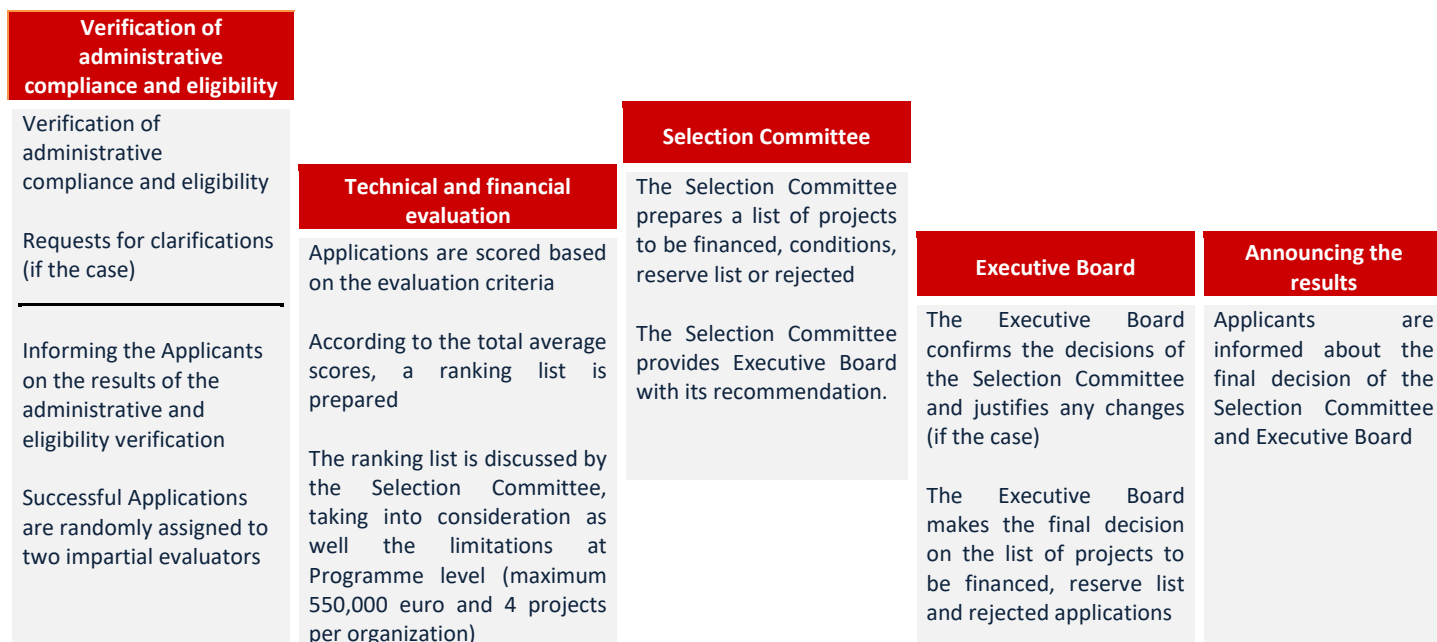 Verification of
administrative
compliance and eligibility
Verification of
administrative
compliance and eligibility
Requests for clarifications
(if the case)
Informing the Applicants
on the results of the
administrative and
eligibility verification
Successful Applications
are randomly assigned to
two impartial evaluators
Technical and financial
evaluation
Applications are scored based
on the evaluation criteria
According to the total average
scores, a ranking list is
prepared
The ranking list is discussed by
the Selection Committee,
taking into consideration as
well the limitations at
Programme level (maximum
550,000 euro and 4 projects
per organization)
Selection Committee
The Selection Committee
prepares a list of projects
to be financed, conditions,
reserve list or rejected
The Selection Committee
provides Executive Board
with its recommendation.
Executive Board
The Executive Board
confirms the decisions of
the Selection Committee
and justifies any changes
(if the case)
The Executive Board
makes the final decision
on the list of projects to
be financed, reserve list
and rejected applications
Announcing the
results
Applicants are
informed about the
final decision of the
Selection Committee
and Executive Board